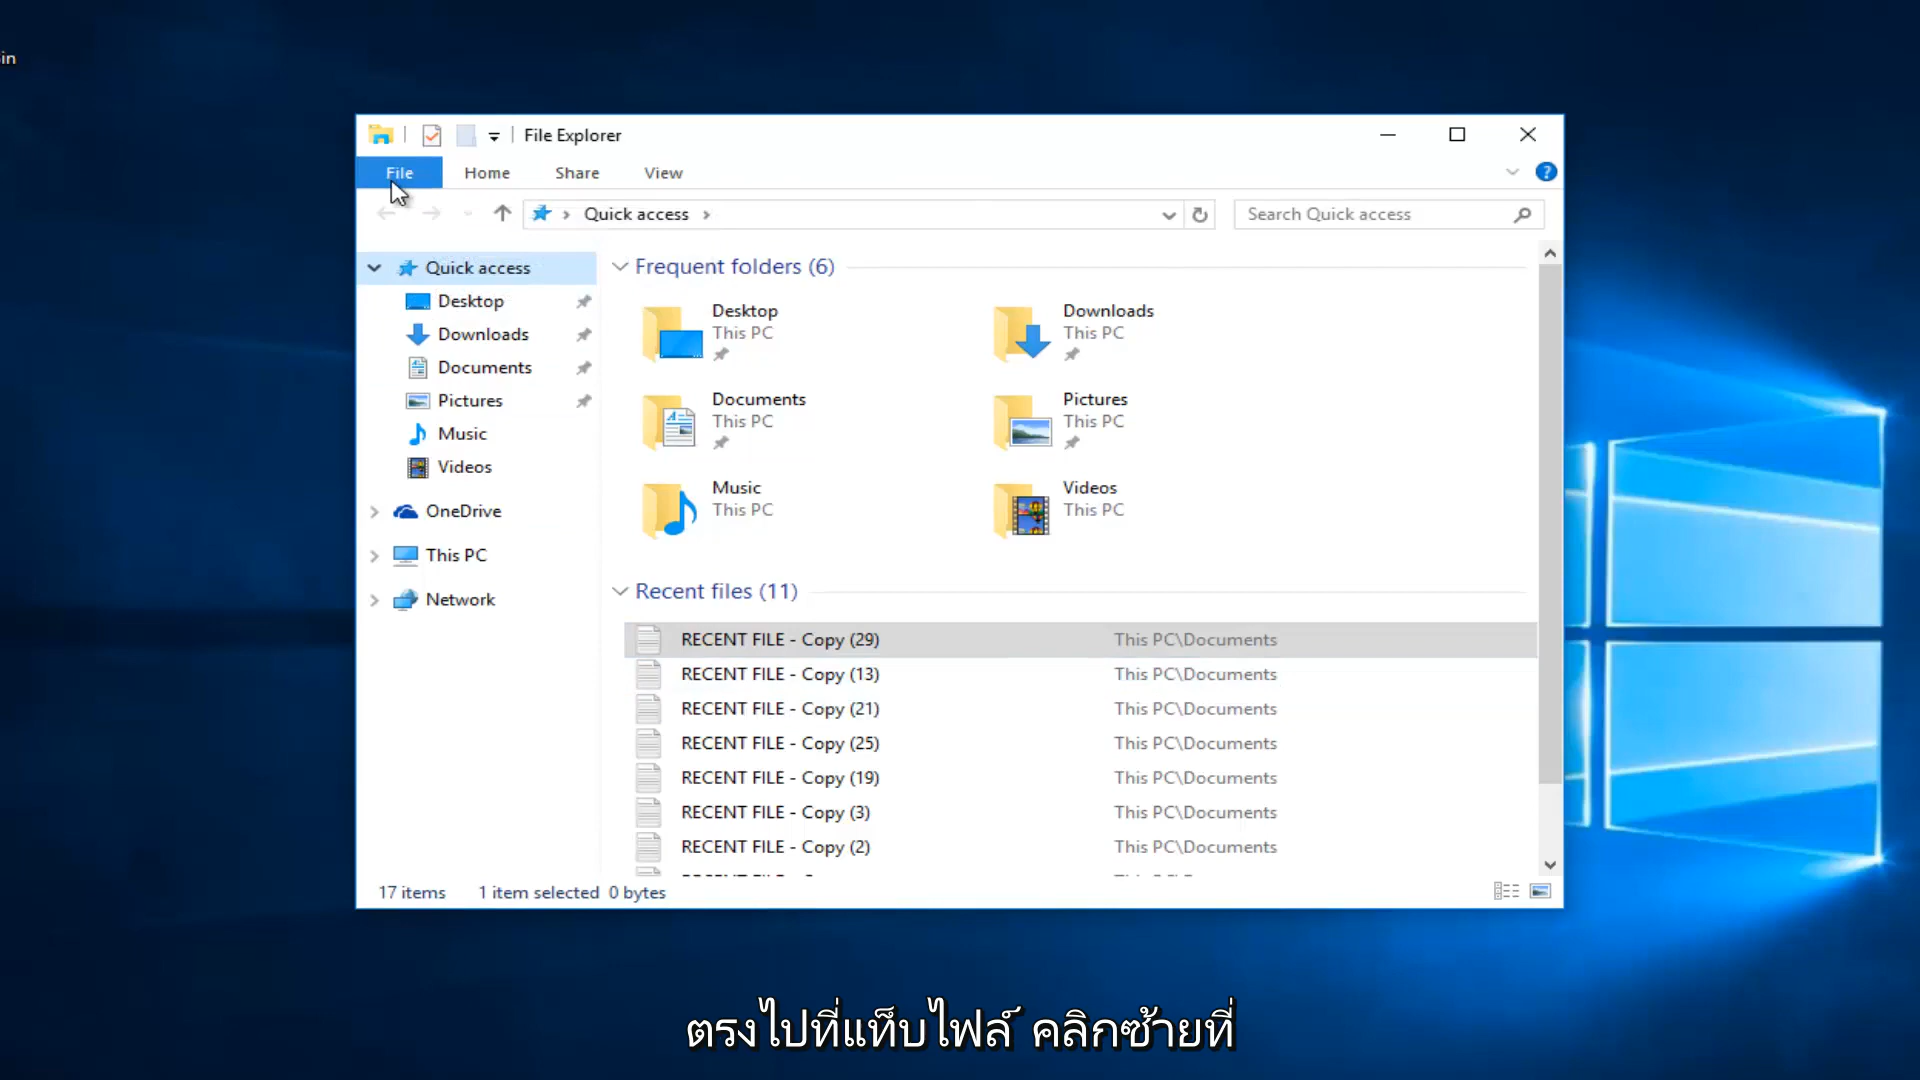 in
File Explorer
File Home Share View
Quick access
Search Quick access
Quick access
Desktop
Downloads
Documents
Pictures
Music
Videos
OneDrive
This PC
Network
Frequent folders (6)
Desktop
This PC
Downloads
This PC
Documents
This PC
Pictures
This PC
Music
This PC
Videos
This PC
Recent files (11)
RECENT FILE - Copy (29) This PC\Documents
RECENT FILE - Copy (13) This PC\Documents
RECENT FILE - Copy (21) This PC\Documents
RECENT FILE - Copy (25) This PC\Documents
RECENT FILE - Copy (19) This PC\Documents
RECENT FILE - Copy (3) This PC\Documents
RECENT FILE - Copy (2) This PC\Documents
17 items 1 item selected 0 bytes
ตรงไปที่แท็บไฟล์ คลิกซ้ายที่